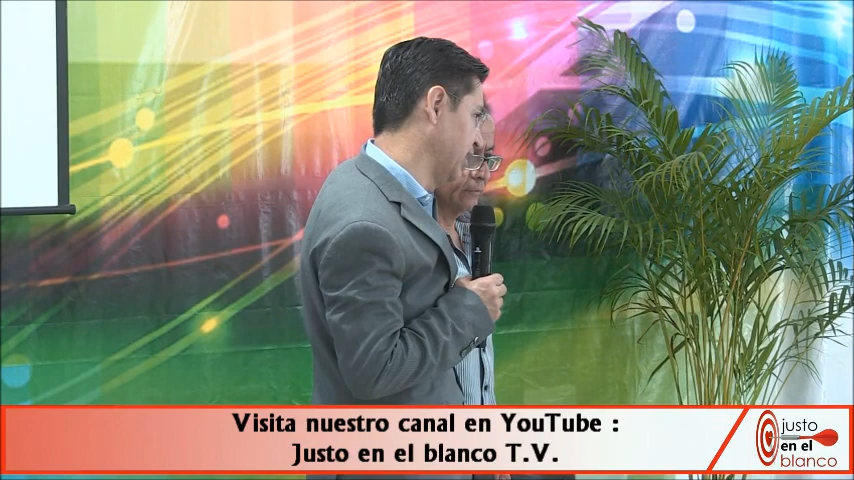 Visita nuestro canal en YouTube :
Justo en el blanco T.V.
justo
en el
blanco